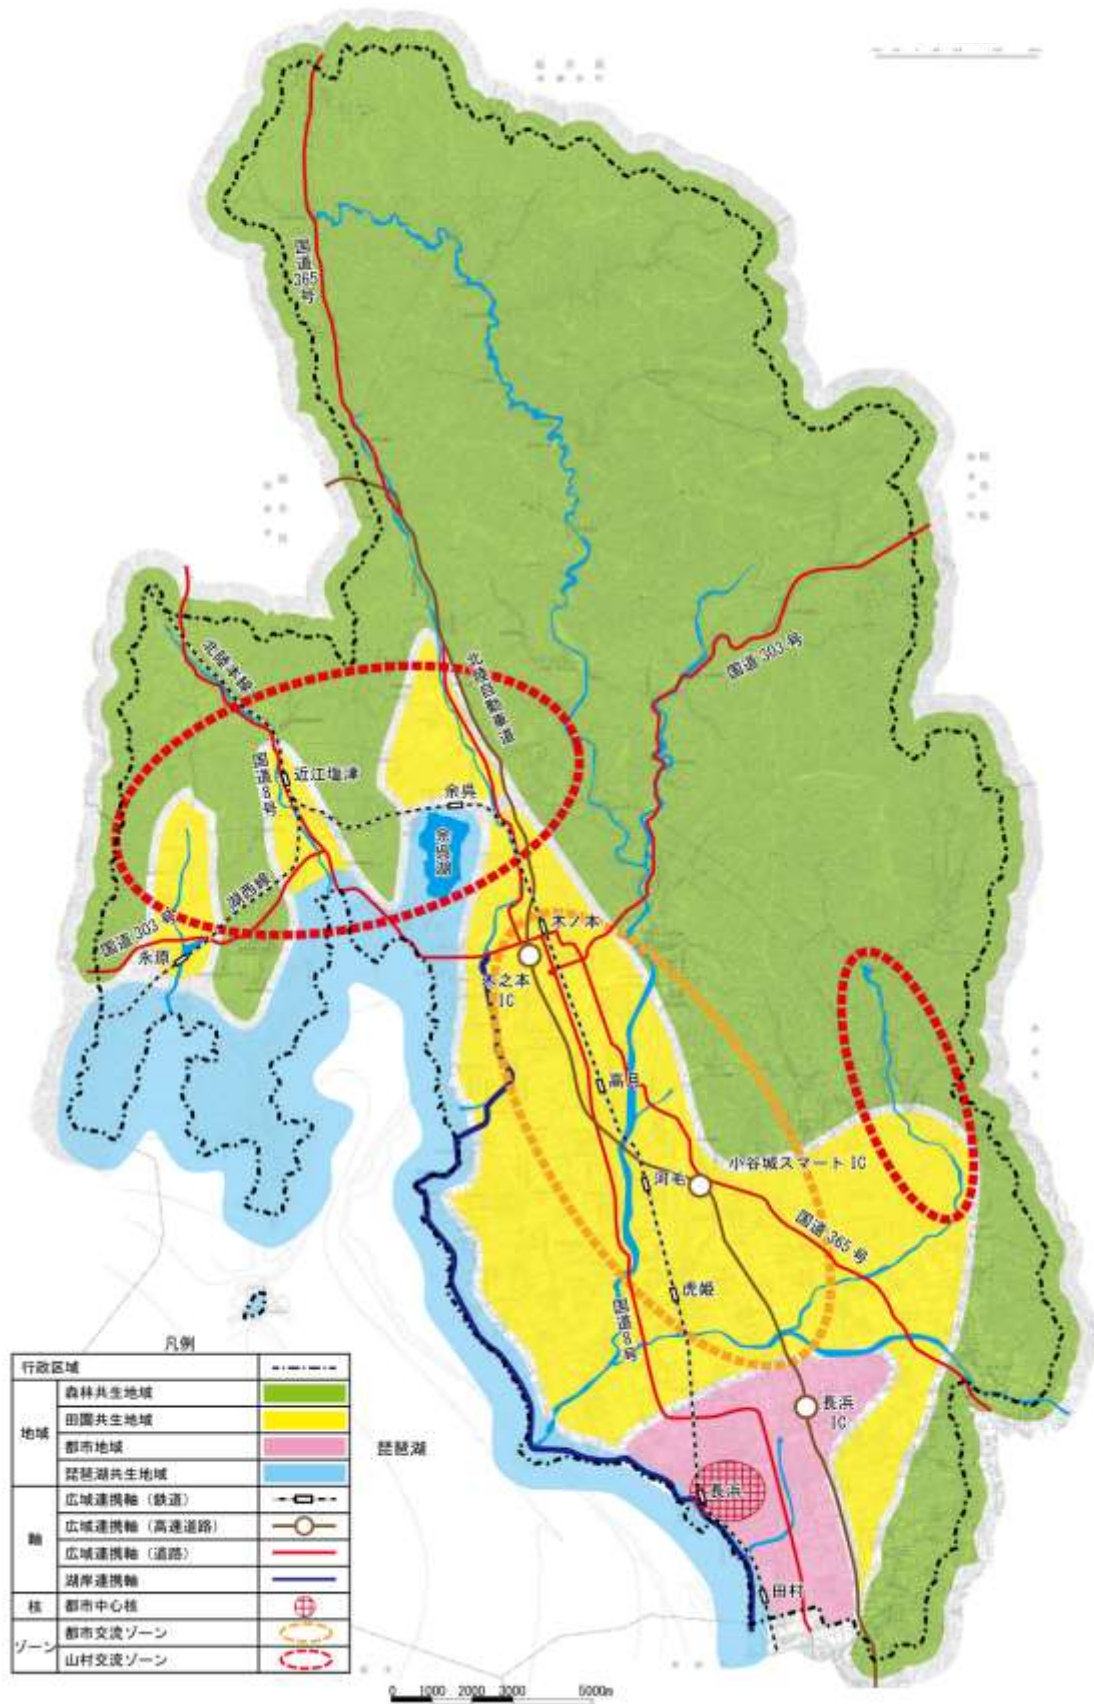 国道365号
北陸自動車道
国道303号
北陸本線
国道8号
近江塩津
余呉
余呉湖
湖西線
国道303号
永原
木ノ本
木之本
IC
高月
小谷城スマートIC
河毛
国道365号
虎姫
国道8号
長浜
IC
琵琶湖
長浜
田村
凡例
行政区域
地域
森林共生地域
田園共生地域
都市地域
琵琶湖共生地域
軸
広域連携軸(鉄道)
広域連携軸(高速道路)
広域連携軸(道路)
湖岸連携軸
核
都市中心核
ゾーン
都市交流ゾーン
山村交流ゾーン
0 1000 2000 3000 5000m